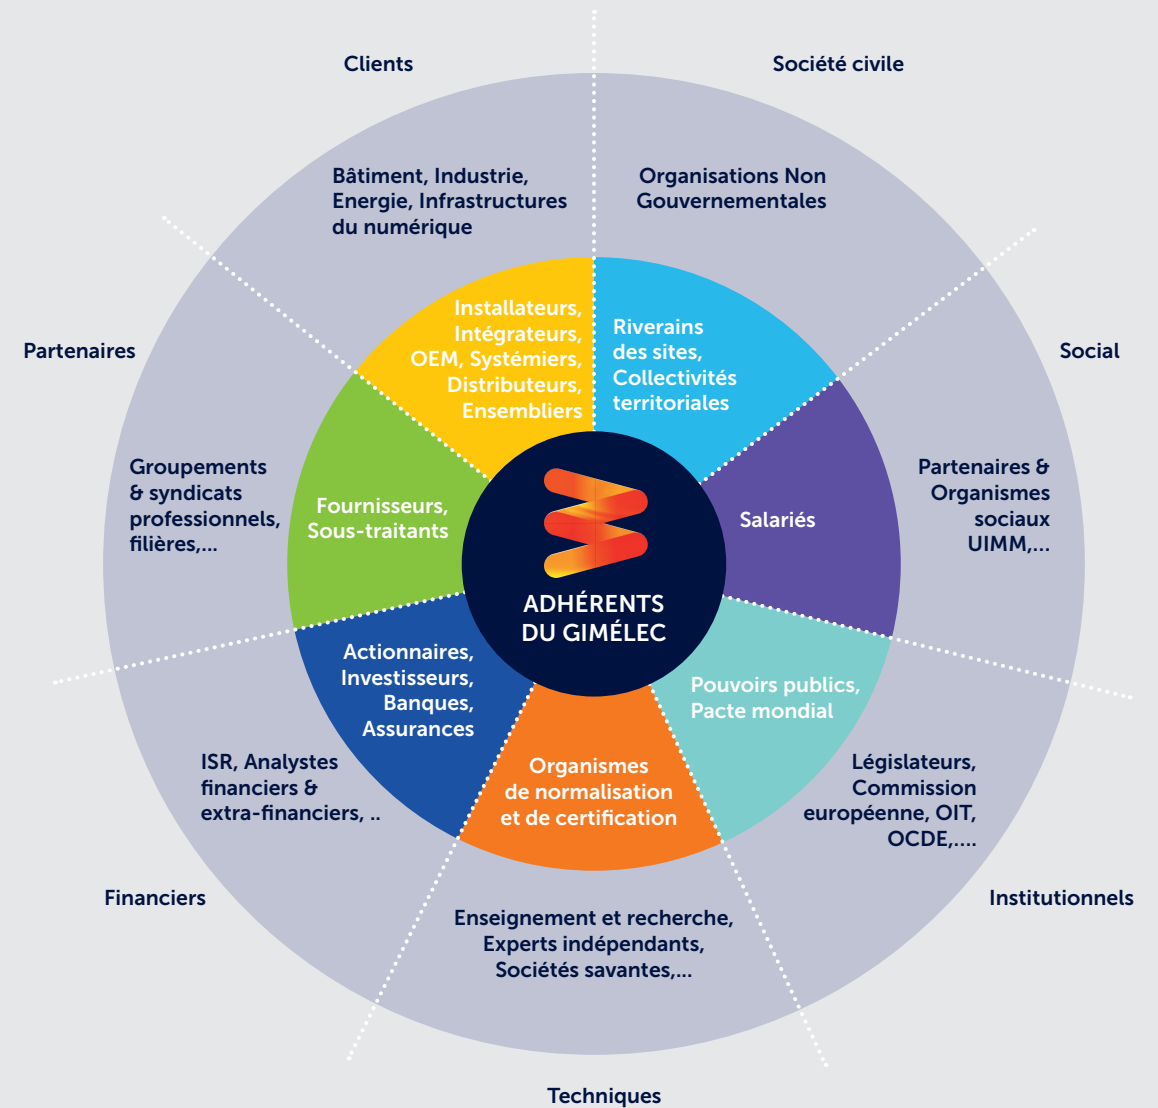 Clients
Société civile
Bâtiment, Industrie,
Energie, Infrastructures
du numérique
Organisations Non
Gouvernementales
Installateurs,
Intégrateurs,
OEM, Systémiers,
Distributeurs,
Ensembliers
Riverains
des sites,
Collectivités
territoriales
Partenaires
Social
Groupements
& syndicats
professionnels,
filières,...
Fournisseurs,
Sous-traitants
Salariés
Partenaires &
Organismes
sociaux
UIMM,...
ADHÉRENTS
DU GIMÉLEC
Actionnaires,
Investisseurs,
Banques,
Assurances
Pouvoirs publics,
Pacte mondial
ISR, Analystes
financiers &
extra-financiers, ..
Organismes
de normalisation
et de certification
Législateurs,
Commission
européenne, OIT,
OCDE,....
Financiers
Institutionnels
Enseignement et recherche,
Experts indépendants,
Sociétés savantes,...
Techniques